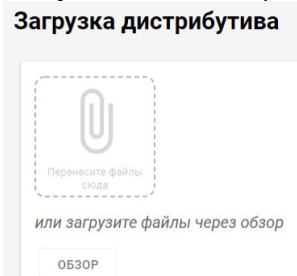 Загрузка дистрибутива
Перенесите файлы
сюда
или загрузите файлы через обзор
ОБЗОР